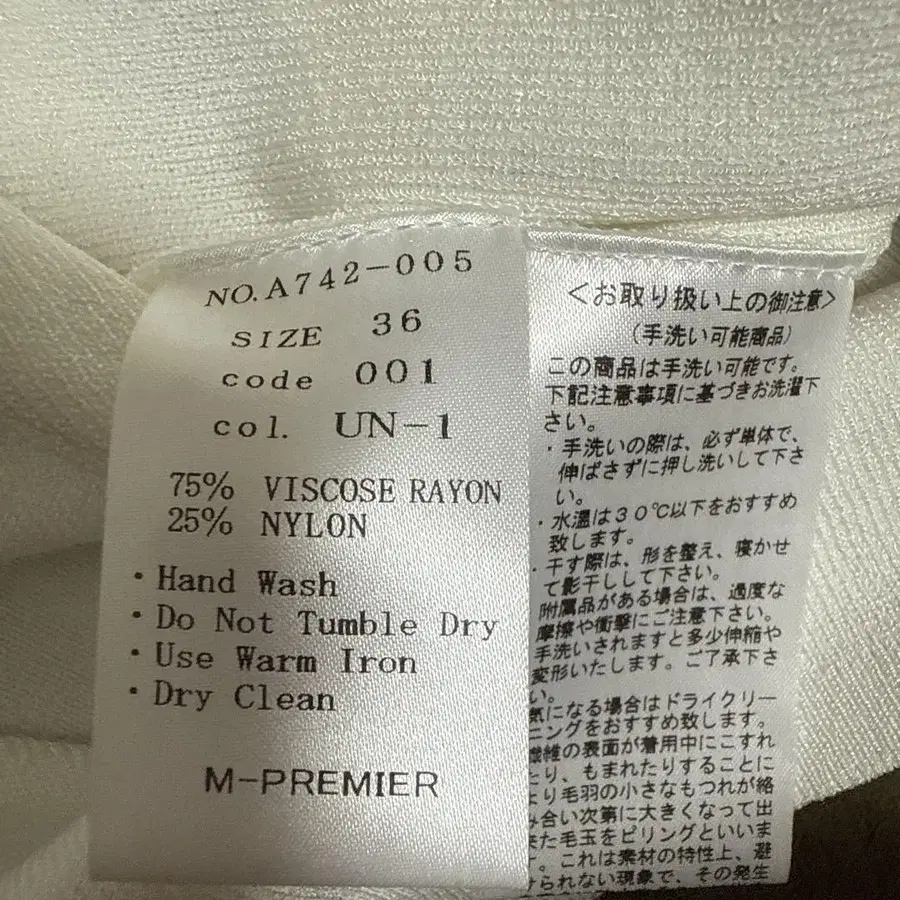 NO.A742-005
SIZE 36
code 001
col. UN-1
75% VISCOSE RAYON
25% NYLON
・Hand Wash
・Do Not Tumble Dry
・Use Warm Iron
・Dry Clean
M-PREMIER
<お取り扱い上の御注意>
(手洗い可能商品)
この商品は手洗い可能です。
下記注意事項に基づきお洗濯下
さい。
・手洗いの際は、必ず単体で、
伸ばさずに押し洗いして下さ
い。
・水温は30℃以下をおすすめ
致します。
・干す際は、形を整え、寝かせ
て影干しして下さい。
附属品がある場合は、過度な
摩擦や衝撃にご注意下さい。
手洗いされますと多少伸縮や
変形いたします。ご了承下さ
い。
気になる場合はドライクリー
ニングをおすすめ致します。
繊維の表面が着用中にこすれ
たり、もまれたりすることに
より毛羽の小さなもつれが絡
み合い次第に大きくなって出
来た毛玉をピリングといいま
す。これは素材の特性上、避
けられない現象で、その発生